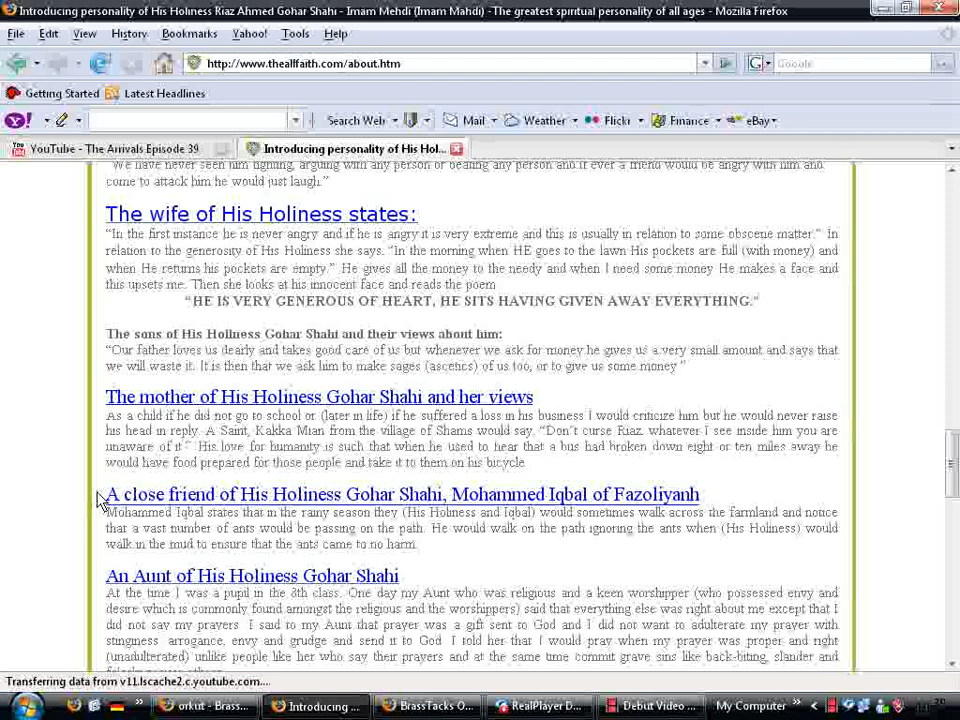 Introducing personality of His Holiness Riaz Ahmed Gohar Shahi - Imam Mehdi (Imam Mahdi) -The greatest spiritual personality of all ages - Mozilla Firefox
File Edit View History Bookmarks Yahoo! Tools Help
http://www.theallfaith.com/about.htm
Google
Getting Started Latest Headlines
Y! Search Web Mail Weather Flickr Finance eBay
YouTube - The Arrivals Episode 39 Introducing personality of His Hol...
"We have never seen him fighting, arguing with any person or beating any person and if ever a friend would be angry with him and
come to attack him he would just laugh."
The wife of His Holiness states:
"In the first instance he is never angry and if he is angry it is very extreme and this is usually in relation to some obscene matter." In
relation to the generosity of His Holiness she says: "In the morning when HE goes to the lawn His pockets are full (with money) and
when He returns his pockets are empty." He gives all the money to the needy and when I need some money He makes a face and
this upsets me. Then she looks at his innocent face and reads the poem
"HE IS VERY GENEROUS OF HEART, HE SITS HAVING GIVEN AWAY EVERYTHING."
The sons of His Hollness Gohar Shahi and their views about him:
"Our father loves us dearly and takes good care of us but whenever we ask for money he gives us a very small amount and says that
we will waste it. It is then that we ask him to make sages (ascetics) of us too, or to give us some money "
The mother of His Holiness Gohar Shahi and her views
As a child if he did not go to school or (later in life) if he suffered a loss in his business I would criticize him but he would never raise
his head in reply. A Saint, Kakka Mian from the village of Shams would say, "Don't curse Riaz, whatever I see inside him you are
unaware of it." His love for humanity is such that when he used to hear that a bus had broken down eight or ten miles away he
would have food prepared for those people and take it to them on his bicycle.
A close friend of His Holiness Gohar Shahi, Mohammed Iqbal of Fazoliyanh
Mohammed Iqbal states that in the rainy season they (His Holiness and Iqbal) would sometimes walk across the farmland and notice
that a vast number of ants would be passing on the path. He would walk on the path ignoring the ants when (His Holiness) would
walk in the mud to ensure that the ants came to no harm.
An Aunt of His Holiness Gohar Shahi
At the time I was a pupil in the 8th class. One day my Aunt who was religious and a keen worshipper (who possessed envy and
desire which is commonly found amongst the religious and the worshippers) said that everything else was right about me except that I
did not say my prayers. I said to my Aunt that prayer was a gift sent to God and I did not want to adulterate my prayer with
stinginess, arrogance, envy and grudge and send it to God. I told her that I would pray when my prayer was proper and right
(unadulterated) unlike people like her who say their prayers and at the same time commit grave sins like back-biting, slander and
Transferring data from v11.lscache2.c.youtube.com....
orkut - Brass... Introducing ... BrassTacks O... RealPlayer D... Debut Video ... My Computer